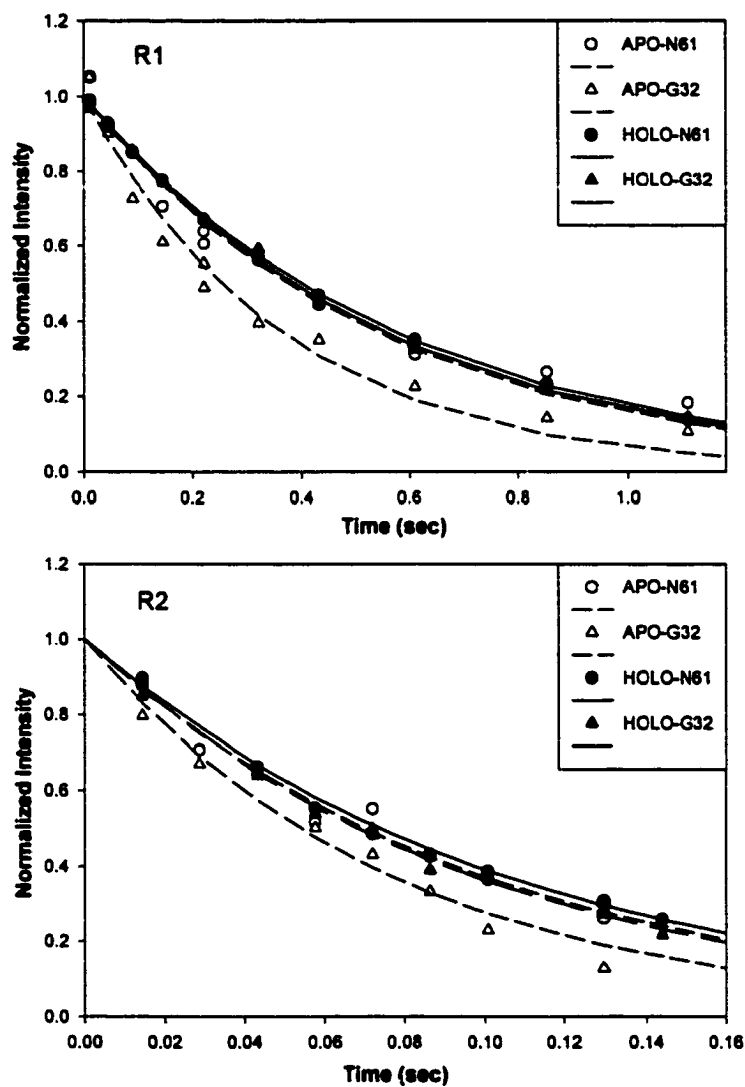 R1
Normalized Intensity
1.2
1.0
0.8
0.6
0.4
0.2
0.0
0.0 0.2 0.4 0.6 0.8 1.0
Time (sec)
APO-N61
APO-G32
HOLO-N61
HOLO-G32
R2
Normalized Intensity
1.2
1.0
0.8
0.6
0.4
0.2
0.0
0.00 0.02 0.04 0.06 0.08 0.10 0.12 0.14 0.16
Time (sec)
APO-N61
APO-G32
HOLO-N61
HOLO-G32